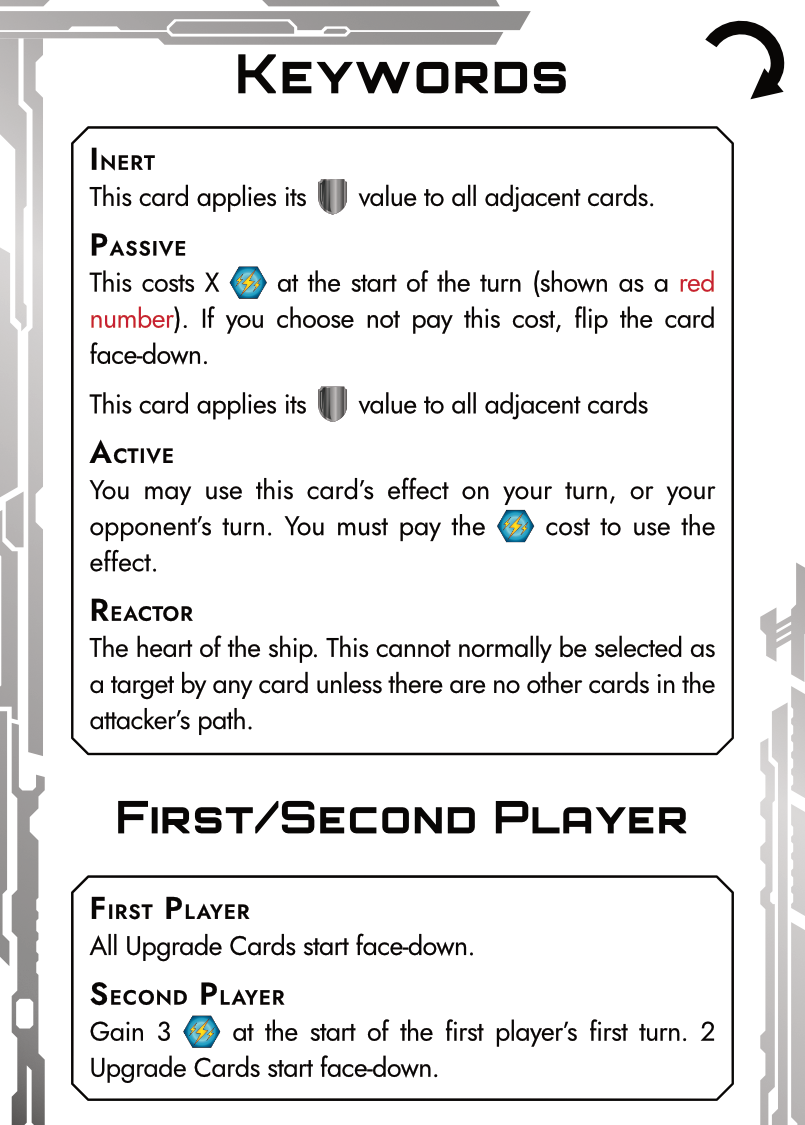 Keywords
Inert
This card applies its value to all adjacent cards.
Passive
This costs X at the start of the turn (shown as a red
number). If you choose not pay this cost, flip the card
face-down.
This card applies its value to all adjacent cards
Active
You may use this card's effect on your turn, or your
opponent's turn. You must pay the cost to use the
effect.
Reactor
The heart of the ship. This cannot normally be selected as
a target by any card unless there are no other cards in the
attacker's path.
First/Second Player
First Player
All Upgrade Cards start face-down.
Second Player
Gain 3 at the start of the first player's first turn. 2
Upgrade Cards start face-down.